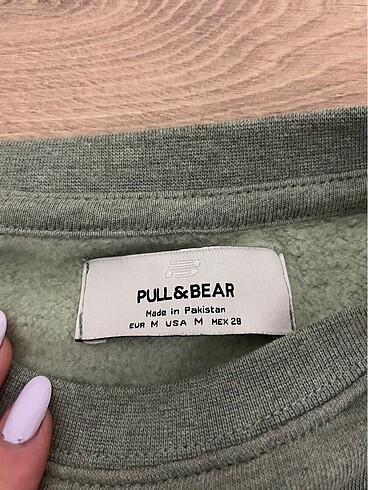 PULL&BEAR
Made in Pakistan
EUR M USA M MEX 28